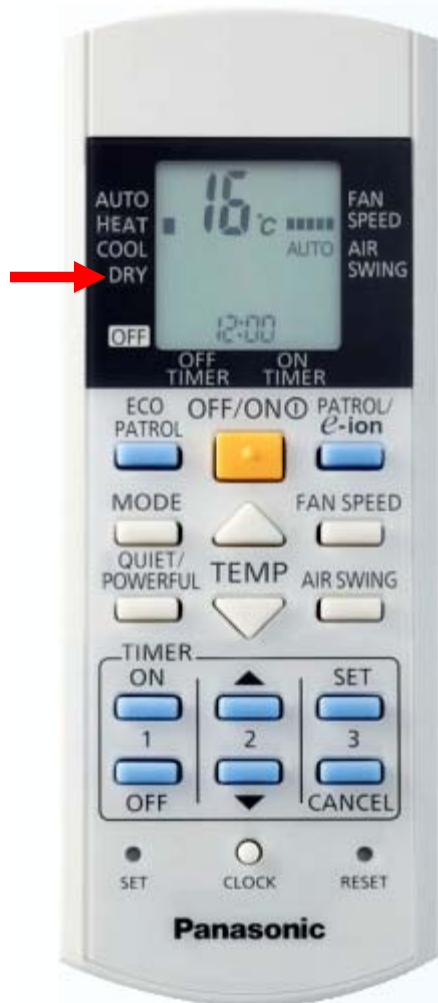 AUTO
HEAT
COOL
DRY
OFF
16°C
AUTO
12:00
FAN
SPEED
AIR
SWING
OFF
TIMER
ON
TIMER
ECO
PATROL
OFF/ON
PATROL/
e-ion
MODE
FAN SPEED
QUIET/
POWERFUL
TEMP
AIR SWING
TIMER
ON
SET
1
2
3
OFF
CANCEL
SET
CLOCK
RESET
Panasonic